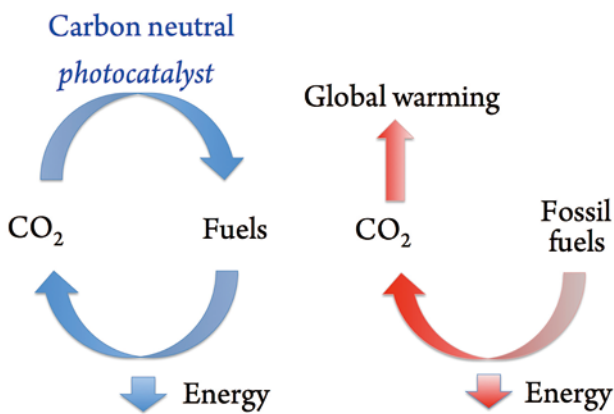 Carbon neutral
photocatalyst
CO₂
Fuels
Energy
Global warming
CO₂
Fossil
fuels
Energy